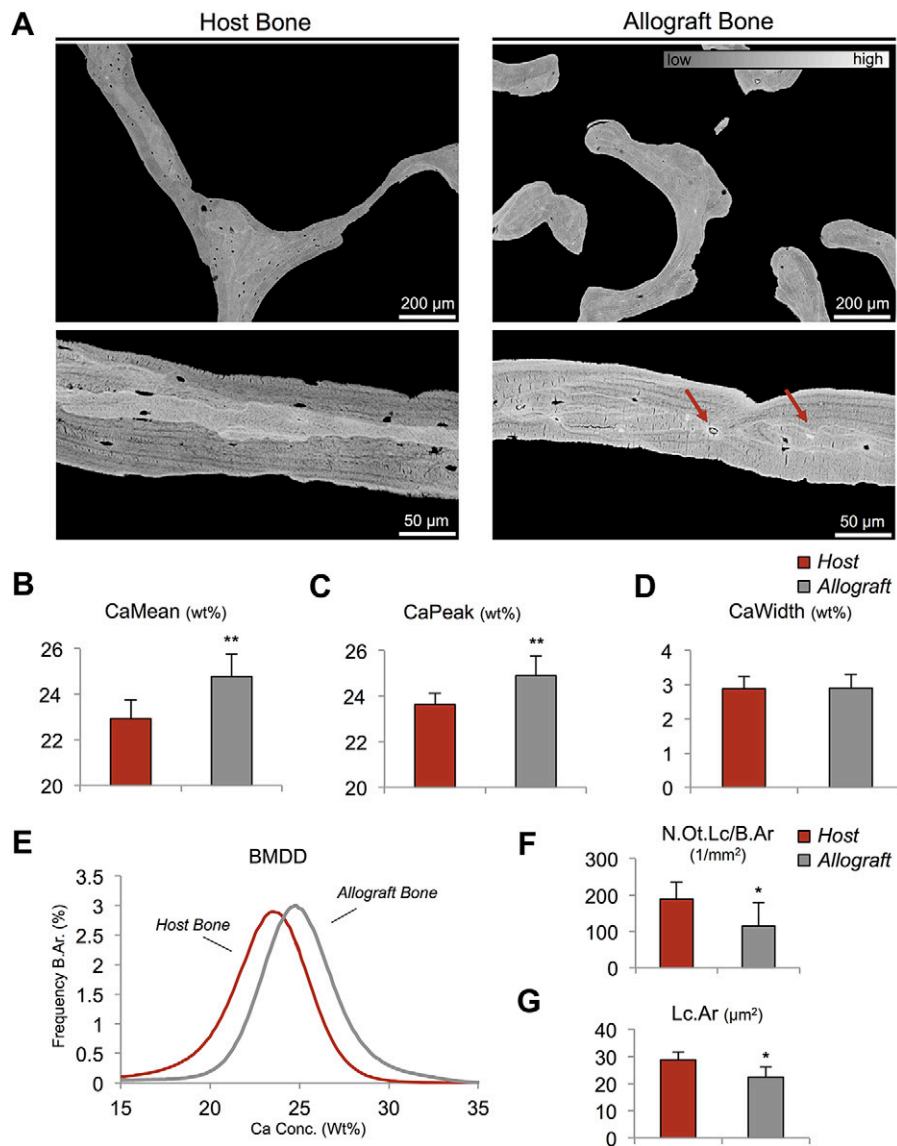 A
Host Bone
Allograft Bone
low
high
200 µm
200 µm
50 µm
50 µm
Host
Allograft
B
CaMean (wt%)
26
24
22
20
**
C
CaPeak (wt%)
26
24
22
20
**
D
CaWidth (wt%)
4
3
2
1
0
E
BMDD
Frequency B.Ar. (%)
3.5
3
2.5
2
1.5
1
0.5
0
Host Bone
Allograft Bone
15
20
25
30
35
Ca Conc. (Wt%)
F
N.Ot.Lc/B.Ar
(1/mm²)
Host
Allograft
300
200
100
0
*
G
Lc.Ar (µm²)
40
30
20
10
0
*